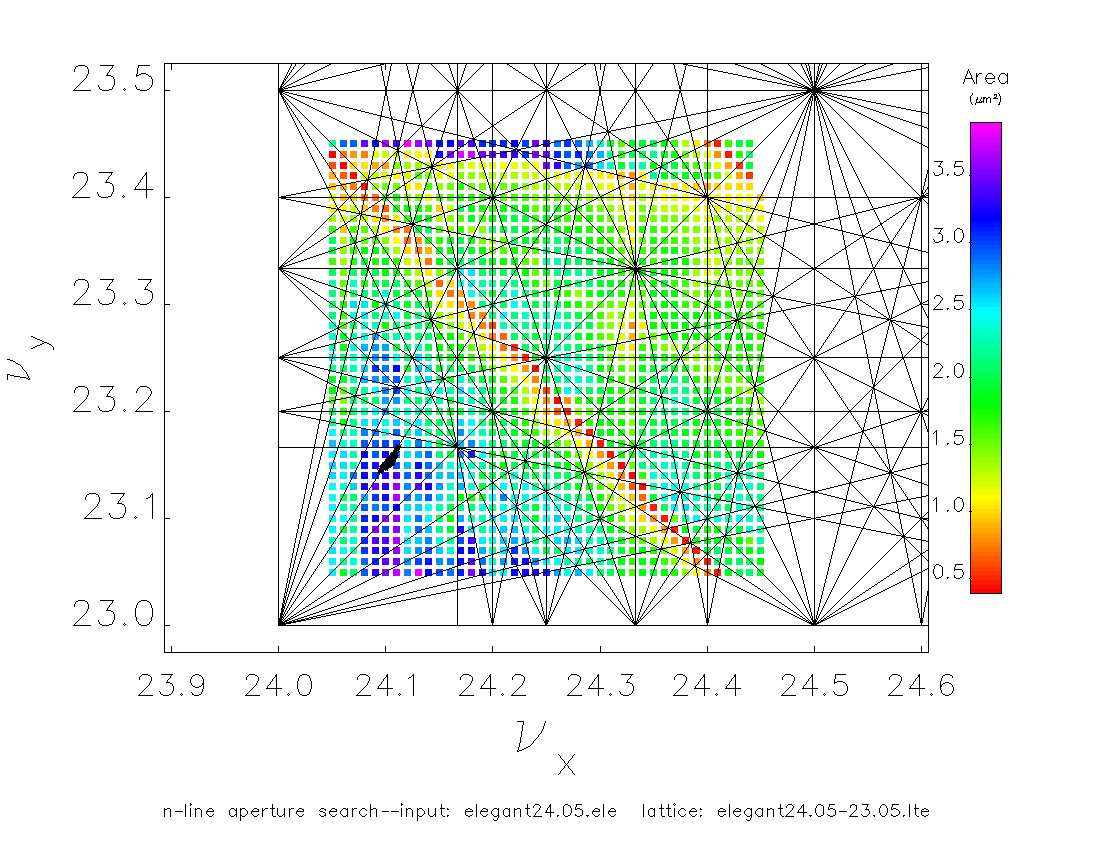 Area
(μm²)
23.5
23.4
23.3
23.2
23.1
23.0
ν y
3.5
3.0
2.5
2.0
1.5
1.0
0.5
23.9 24.0 24.1 24.2 24.3 24.4 24.5 24.6
ν x
n-line aperture search--input: elegant24.05.ele lattice: elegant24.05-23.05.lte